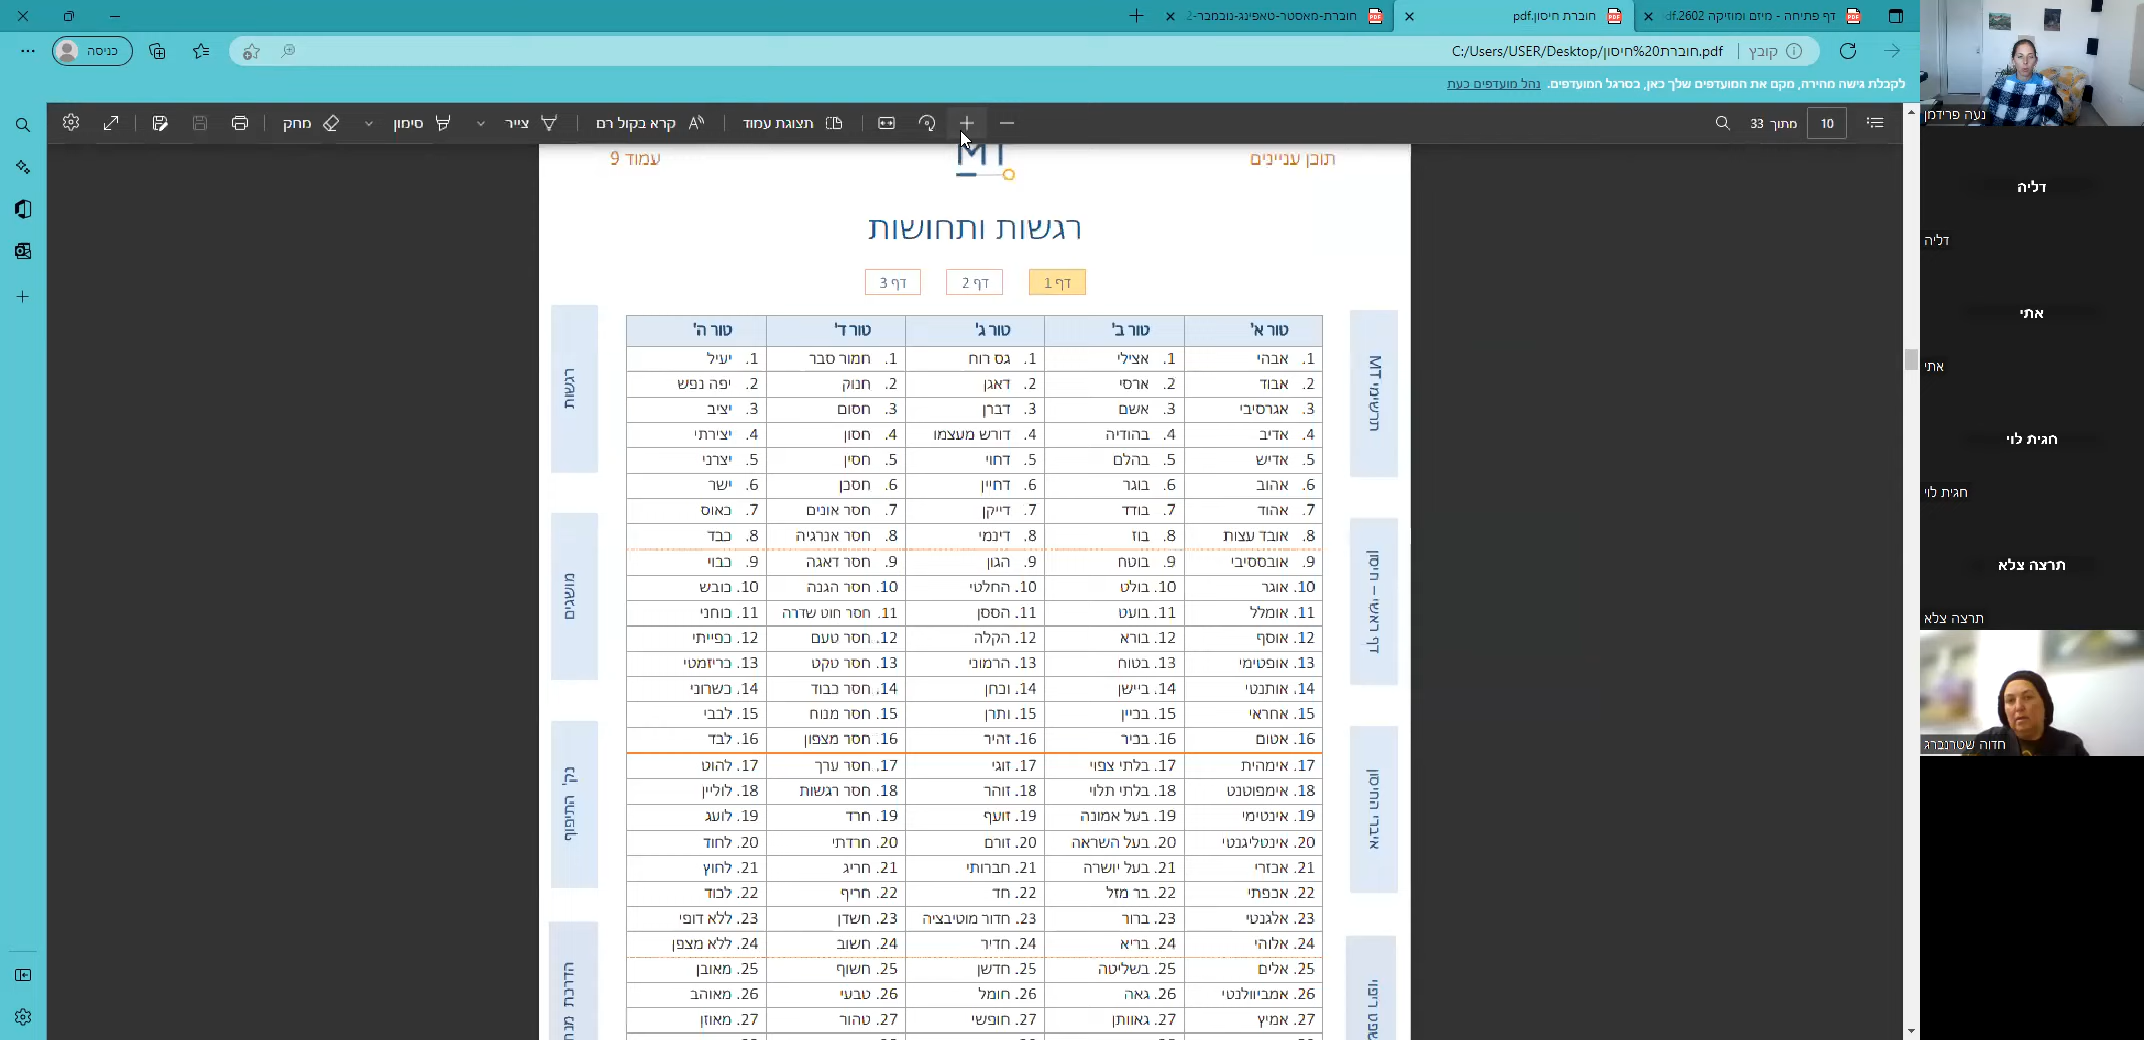 דף פתיחה - מיזם ומוזיקה 2602.pdf
חוברת חיסון.pdf
חוברת-מאסטר-טאפינג-נובמבר-2
C:/Users/USER/Desktop/חוברת%20חיסון.pdf
קובץ
כניסה
לקבלת גישה מהירה, מקם את המועדפים שלך כאן, בסרגל המועדפים. נהל מועדפים כעת
10 מתוך 33
תצוגת עמוד
קרא בקול רם
צייר
סימון
מחק
תוכן עניינים
MT
עמוד 9
רגשות ותחושות
דף 1 דף 2 דף 3
טור א' טור ב' טור ג' טור ד' טור ה'
1. אבהי 1. אצילי 1. גס רוח 1. חמור סבר 1. יעיל
2. אבוד 2. ארסי 2. דאגן 2. חנוק 2. יפה נפש
3. אגרסיבי 3. אשם 3. דברן 3. חסום 3. יציב
4. אדיב 4. בהודיה 4. דורש מעצמו 4. חסון 4. יצירתי
5. אדיש 5. בהלם 5. דחוי 5. חסין 5. יצרני
6. אהוב 6. בוגר 6. דחיין 6. חסכן 6. ישר
7. אהוד 7. בודד 7. דייקן 7. חסר אונים 7. כאוס
8. אובד עצות 8. בוז 8. דינמי 8. חסר אנרגיה 8. כבד
9. אובססיבי 9. בוטח 9. הגון 9. חסר דאגה 9. כבוי
10. אוגר 10. בולט 10. החלטי 10. חסר הגנה 10. כובש
11. אומלל 11. בועט 11. הססן 11. חסר חוט שדרה 11. כוחני
12. אוסף 12. בורא 12. הקלה 12. חסר טעם 12. כפייתי
13. אופטימי 13. בטוח 13. הרמוני 13. חסר טקט 13. כריזמטי
14. אותנטי 14. ביישן 14. וכחן 14. חסר כבוד 14. כשרוני
15. אחראי 15. בכיין 15. ותרן 15. חסר מנוח 15. לבבי
16. אטום 16. בכיר 16. זהיר 16. חסר מצפון 16. לבד
17. אימהית 17. בלתי צפוי 17. זוגי 17. חסר ערך 17. להוט
18. אימפוטנט 18. בלתי תלוי 18. זוהר 18. חסר רגשות 18. לוליין
19. אינטימי 19. בעל אמונה 19. זועף 19. חרד 19. לועג
20. אינטליגנטי 20. בעל השראה 20. זורם 20. חרדתי 20. לחוד
21. אכזרי 21. בעל יושרה 21. חברותי 21. חריג 21. לחוץ
22. אכפתי 22. בר מזל 22. חד 22. חריף 22. לכוד
23. אלגנטי 23. ברור 23. חדור מוטיבציה 23. חשדן 23. ללא דופי
24. אלוהי 24. בריא 24. חדיר 24. חשוב 24. ללא מצפן
25. אלים 25. בשליטה 25. חדשן 25. חשוף 25. מאובן
26. אמביוולנטי 26. גאה 26. חומל 26. טבעי 26. מאוהב
27. אמיץ 27. גאוותן 27. חופשי 27. טהור 27. מאוזן
תרשימי MT
דף ראשי – חיסון
איברי החיסון
רגשות
מושגים
נק' התיפוף
הדרכת
נעה פרידמן
דליה
דליה
אתי
אתי
חגית לוי
חגית לוי
תרצה צלא
תרצה צלא
חדוה שטרנברג